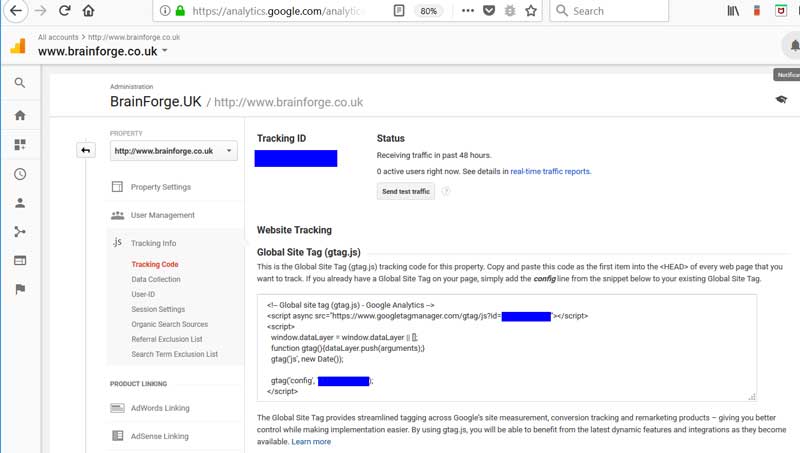 https://analytics.google.com/analytic
80%
Search
All accounts > http://www.brainforge.co.uk
www.brainforge.co.uk
Administration
BrainForge.UK / http://www.brainforge.co.uk
PROPERTY
http://www.brainforge.co.uk
Property Settings
User Management
.js Tracking Info
Tracking Code
Data Collection
User-ID
Session Settings
Organic Search Sources
Referral Exclusion List
Search Term Exclusion List
PRODUCT LINKING
AdWords Linking
AdSense Linking
Notificat
Tracking ID
Status
Receiving traffic in past 48 hours.
0 active users right now. See details in real-time traffic reports.
Send test traffic ?
Website Tracking
Global Site Tag (gtag.js)
This is the Global Site Tag (gtag.js) tracking code for this property. Copy and paste this code as the first item into the <HEAD> of every web page that you
want to track. If you already have a Global Site Tag on your page, simply add the config line from the snippet below to your existing Global Site Tag.
<!-- Global site tag (gtag.js) - Google Analytics -->
<script async src="https://www.googletagmanager.com/gtag/js?id= "></script>
<script>
window.dataLayer = window.dataLayer || [];
function gtag(){dataLayer.push(arguments);}
gtag('js', new Date());
gtag('config', ' );
</script>
The Global Site Tag provides streamlined tagging across Google's site measurement, conversion tracking and remarketing products – giving you better
control while making implementation easier. By using gtag.js, you will be able to benefit from the latest dynamic features and integrations as they become
available. Learn more